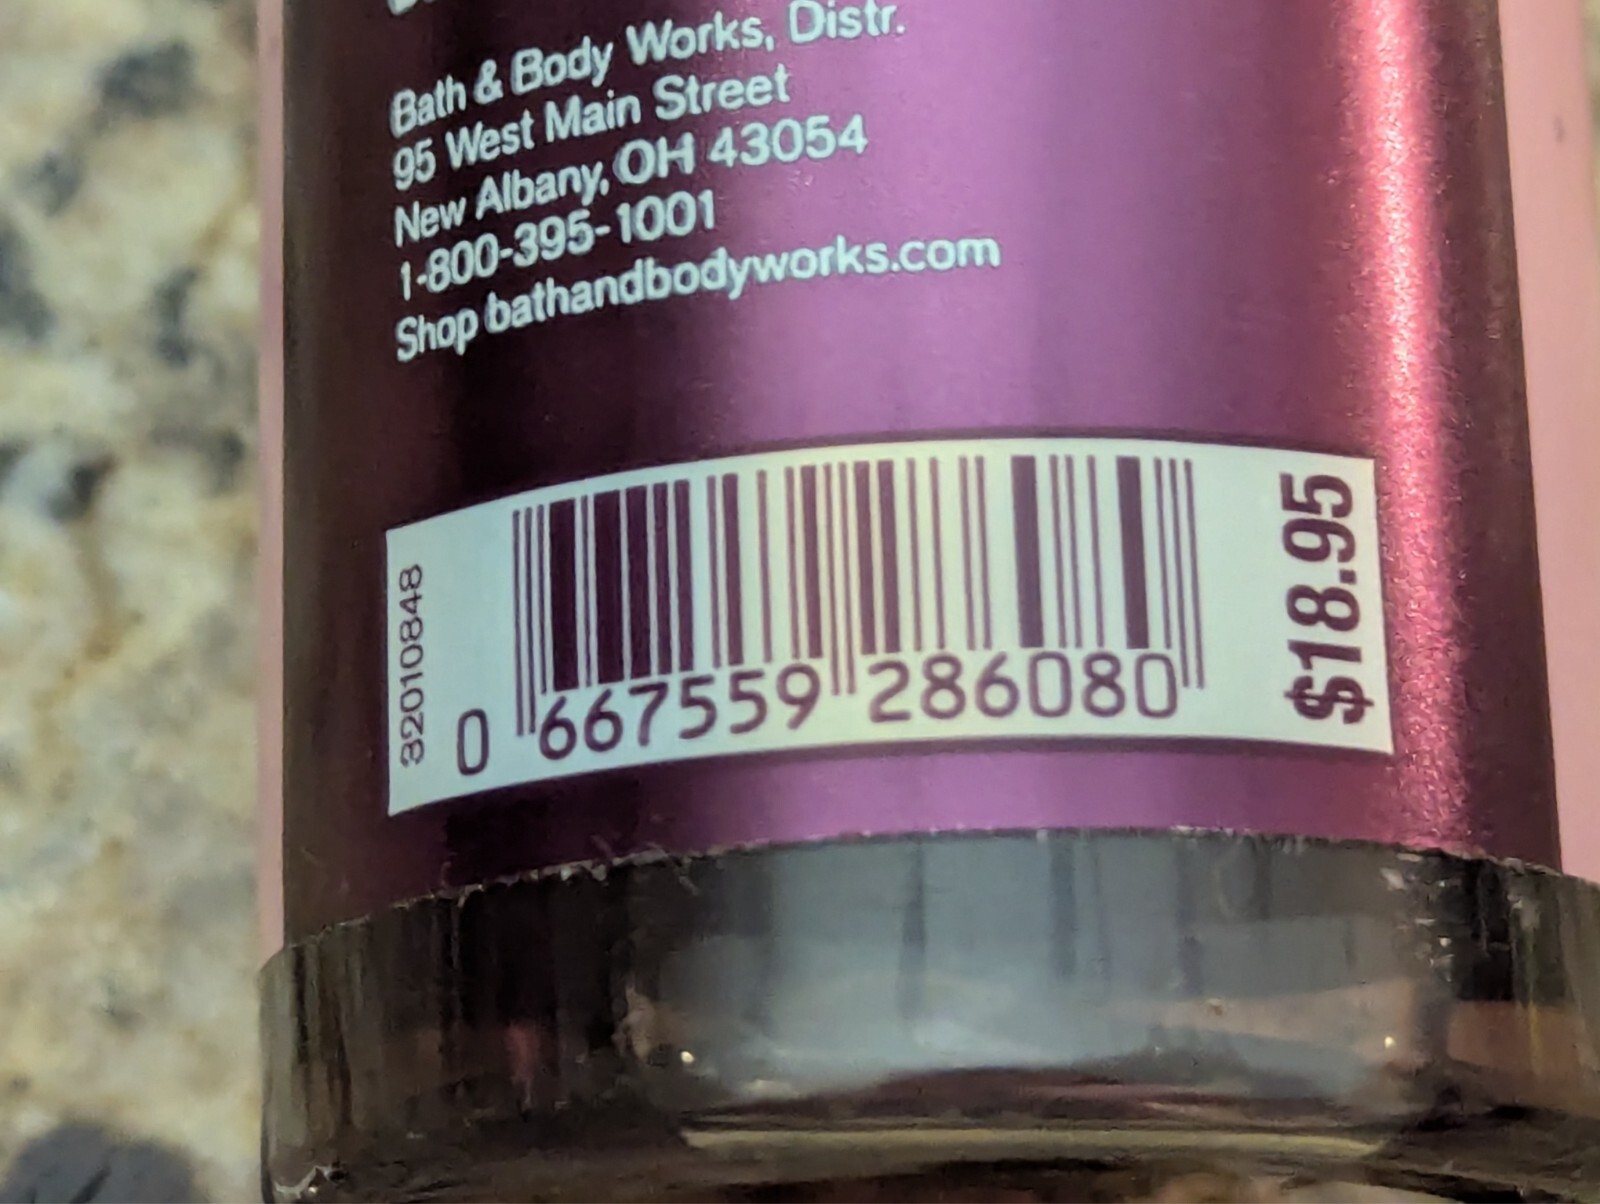 Bath & Body Works, Distr.
95 West Main Street
New Albany, OH 43054
1-800-395-1001
Shop bathandbodyworks.com
32010848
0 667559 286080
$18.95